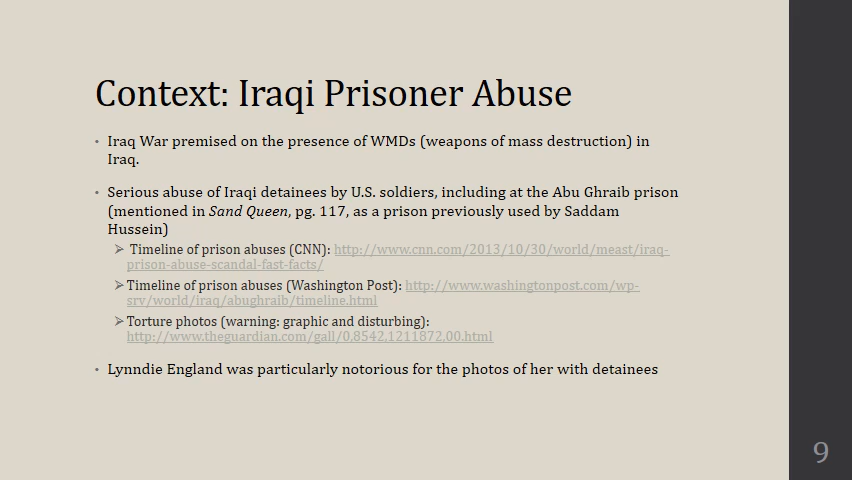 Context: Iraqi Prisoner Abuse
• Iraq War premised on the presence of WMDs (weapons of mass destruction) in
Iraq.
• Serious abuse of Iraqi detainees by U.S. soldiers, including at the Abu Ghraib prison
(mentioned in Sand Queen, pg. 117, as a prison previously used by Saddam
Hussein)
➢ Timeline of prison abuses (CNN): http://www.cnn.com/2013/10/30/world/meast/iraq-
prison-abuse-scandal-fast-facts/
➢ Timeline of prison abuses (Washington Post): http://www.washingtonpost.com/wp-
srv/world/iraq/abughraib/timeline.html
➢ Torture photos (warning: graphic and disturbing):
http://www.theguardian.com/gall/0,8542,1211872,00.html
• Lynndie England was particularly notorious for the photos of her with detainees
9